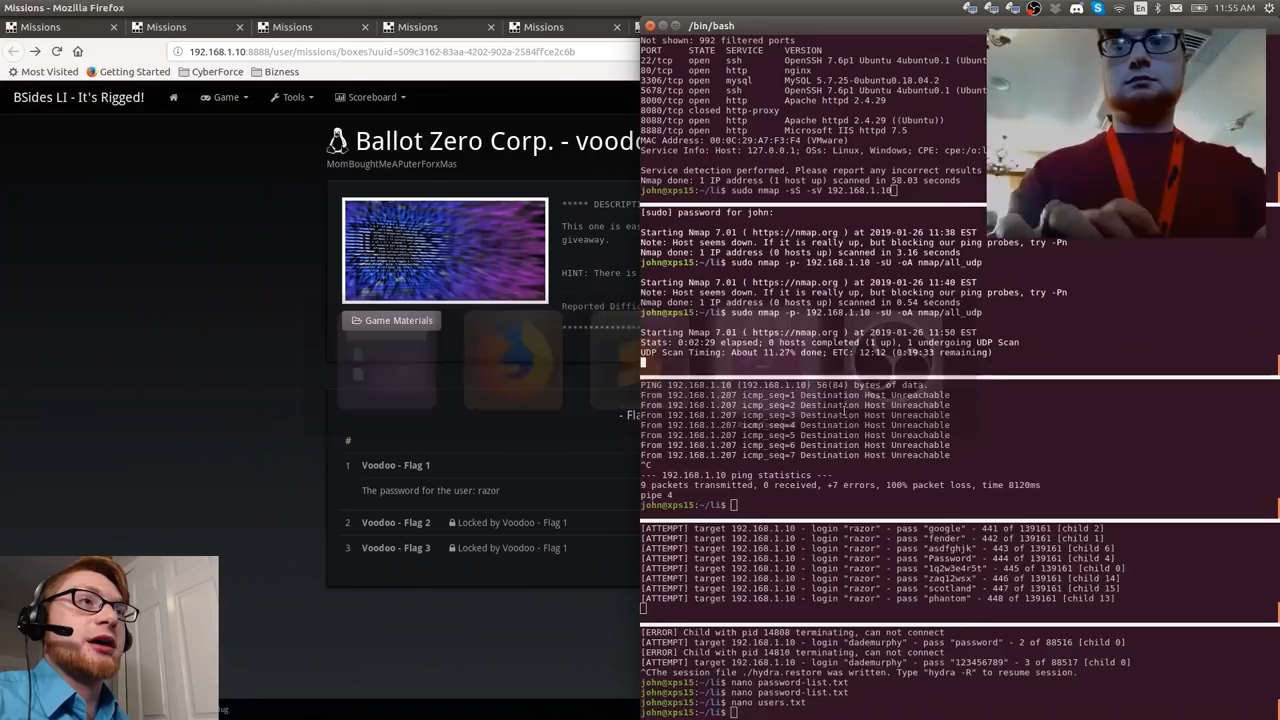 Missions - Mozilla Firefox
En
11:55 AM
Missions
Missions
Missions
Missions
Missions
192.168.1.10:8888/user/missions/boxes?uuid=509c3162-83aa-4202-902a-2584ffce2c6b
Most Visited
Getting Started
CyberForce
Bizness
BSides LI - It's Rigged!
Game
Tools
Scoreboard
Ballot Zero Corp. - voodo
MomBoughtMeAPuterForxMas
***** DESCRIPTI
This one is eas
giveaway.
HINT: There is
Reported Diffic
Game Materials
- Fla
#
1 Voodoo - Flag 1
The password for the user: razor
2 Voodoo - Flag 2 Locked by Voodoo - Flag 1
3 Voodoo - Flag 3 Locked by Voodoo - Flag 1
/bin/bash
Not shown: 992 filtered ports
PORT STATE SERVICE VERSION
22/tcp open ssh OpenSSH 7.6p1 Ubuntu 4ubuntu0.1 (Ubunt
80/tcp open http nginx
3306/tcp open mysql MySQL 5.7.25-0ubuntu0.18.04.2
5678/tcp open ssh OpenSSH 7.6p1 Ubuntu 4ubuntu0.1 (Ubunt
8000/tcp open http Apache httpd 2.4.29
8080/tcp closed http-proxy
8088/tcp open http Apache httpd 2.4.29 ((Ubuntu))
8888/tcp open http Microsoft IIS httpd 7.5
MAC Address: 00:0C:29:A7:F3:F4 (VMware)
Service Info: Host: 127.0.0.1; OSs: Linux, Windows; CPE: cpe:/o:l
Service detection performed. Please report any incorrect results
Nmap done: 1 IP address (1 host up) scanned in 58.03 seconds
john@xps15:~/li$ sudo nmap -sS -sV 192.168.1.10
[sudo] password for john:
Starting Nmap 7.01 ( https://nmap.org ) at 2019-01-26 11:38 EST
Note: Host seems down. If it is really up, but blocking our ping probes, try -Pn
Nmap done: 1 IP address (0 hosts up) scanned in 3.16 seconds
john@xps15:~/li$ sudo nmap -p- 192.168.1.10 -sU -oA nmap/all_udp
Starting Nmap 7.01 ( https://nmap.org ) at 2019-01-26 11:40 EST
Note: Host seems down. If it is really up, but blocking our ping probes, try -Pn
Nmap done: 1 IP address (0 hosts up) scanned in 0.54 seconds
john@xps15:~/li$ sudo nmap -p- 192.168.1.10 -sU -oA nmap/all_udp
Starting Nmap 7.01 ( https://nmap.org ) at 2019-01-26 11:50 EST
Stats: 0:02:29 elapsed; 0 hosts completed (1 up), 1 undergoing UDP Scan
UDP Scan Timing: About 11.27% done; ETC: 12:12 (0:19:33 remaining)
PING 192.168.1.10 (192.168.1.10) 56(84) bytes of data.
From 192.168.1.207 icmp_seq=1 Destination Host Unreachable
From 192.168.1.207 icmp_seq=2 Destination Host Unreachable
From 192.168.1.207 icmp_seq=3 Destination Host Unreachable
From 192.168.1.207 icmp_seq=4 Destination Host Unreachable
From 192.168.1.207 icmp_seq=5 Destination Host Unreachable
From 192.168.1.207 icmp_seq=6 Destination Host Unreachable
From 192.168.1.207 icmp_seq=7 Destination Host Unreachable
^C
--- 192.168.1.10 ping statistics ---
9 packets transmitted, 0 received, +7 errors, 100% packet loss, time 8120ms
pipe 4
john@xps15:~/li$
[ATTEMPT] target 192.168.1.10 - login "razor" - pass "google" - 441 of 139161 [child 2]
[ATTEMPT] target 192.168.1.10 - login "razor" - pass "fender" - 442 of 139161 [child 1]
[ATTEMPT] target 192.168.1.10 - login "razor" - pass "asdfghjk" - 443 of 139161 [child 6]
[ATTEMPT] target 192.168.1.10 - login "razor" - pass "Password" - 444 of 139161 [child 4]
[ATTEMPT] target 192.168.1.10 - login "razor" - pass "1q2w3e4r5t" - 445 of 139161 [child 0]
[ATTEMPT] target 192.168.1.10 - login "razor" - pass "zaq12wsx" - 446 of 139161 [child 14]
[ATTEMPT] target 192.168.1.10 - login "razor" - pass "scotland" - 447 of 139161 [child 15]
[ATTEMPT] target 192.168.1.10 - login "razor" - pass "phantom" - 448 of 139161 [child 13]
[ERROR] Child with pid 14808 terminating, can not connect
[ATTEMPT] target 192.168.1.10 - login "dademurphy" - pass "password" - 2 of 88516 [child 0]
[ERROR] Child with pid 14810 terminating, can not connect
[ATTEMPT] target 192.168.1.10 - login "dademurphy" - pass "123456789" - 3 of 88517 [child 0]
^CThe session file ./hydra.restore was written. Type "hydra -R" to resume session.
john@xps15:~/li$ nano password-list.txt
john@xps15:~/li$ nano password-list.txt
john@xps15:~/li$ nano users.txt
john@xps15:~/li$